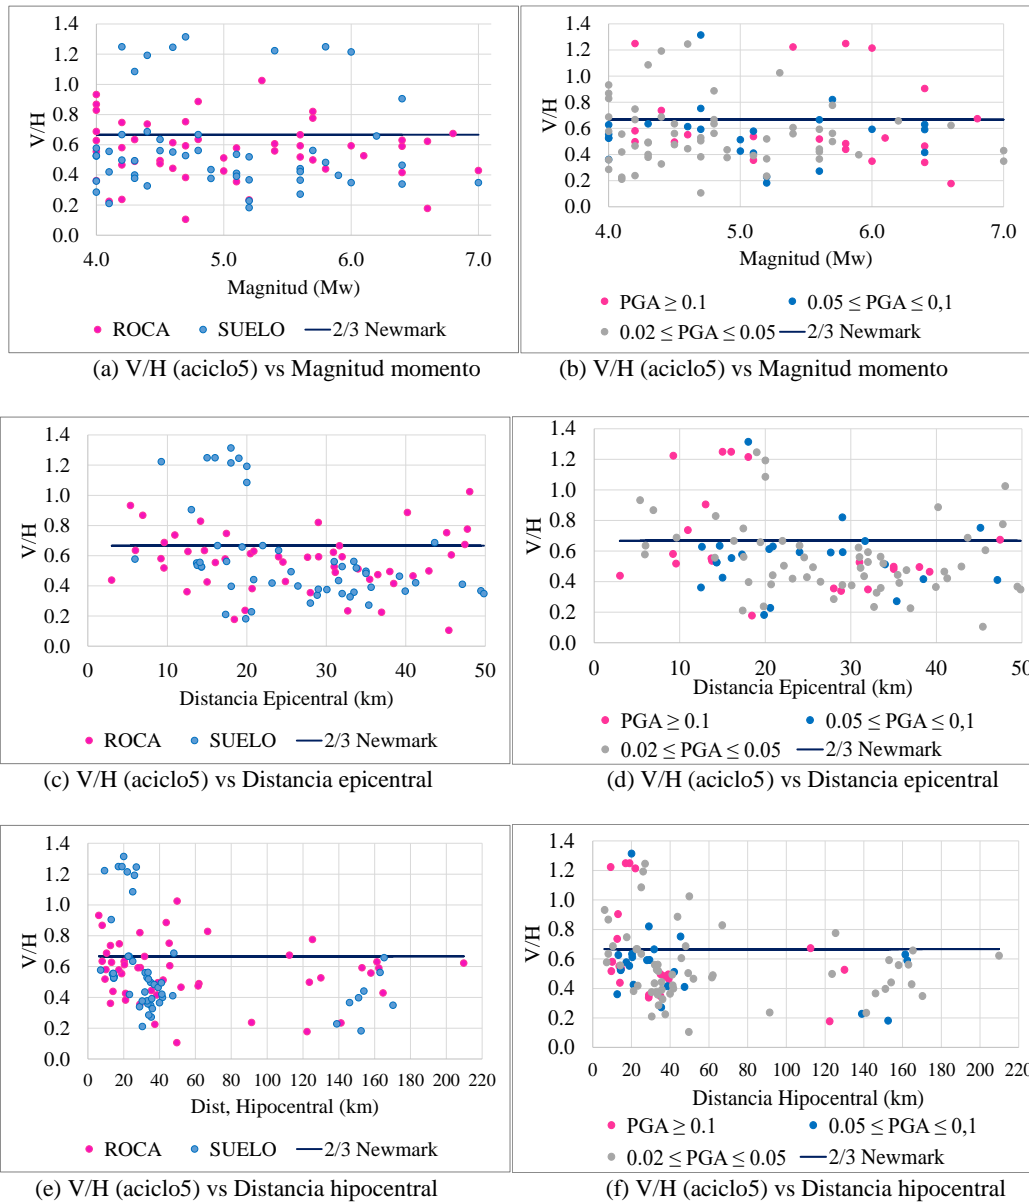 1.4
1.2
1.0
0.8
0.6
0.4
0.2
0.0
V/H
4.0 5.0 6.0 7.0
Magnitud (Mw)
ROCA SUELO 2/3 Newmark
(a) V/H (aciclo5) vs Magnitud momento
1.4
1.2
1.0
0.8
0.6
0.4
0.2
0.0
V/H
4.0 5.0 6.0 7.0
Magnitud (Mw)
PGA ≥ 0.1 0.05 ≤ PGA ≤ 0,1
0.02 ≤ PGA ≤ 0.05 2/3 Newmark
(b) V/H (aciclo5) vs Magnitud momento
1.4
1.2
1.0
0.8
0.6
0.4
0.2
0.0
V/H
0 10 20 30 40 50
Distancia Epicentral (km)
ROCA SUELO 2/3 Newmark
(c) V/H (aciclo5) vs Distancia epicentral
1.4
1.2
1.0
0.8
0.6
0.4
0.2
0.0
V/H
0 10 20 30 40 50
Distancia Epicentral (km)
PGA ≥ 0.1 0.05 ≤ PGA ≤ 0,1
0.02 ≤ PGA ≤ 0.05 2/3 Newmark
(d) V/H (aciclo5) vs Distancia epicentral
1.4
1.2
1.0
0.8
0.6
0.4
0.2
0.0
V/H
0 20 40 60 80 100 120 140 160 180 200 220
Dist, Hipocentral (km)
ROCA SUELO 2/3 Newmark
(e) V/H (aciclo5) vs Distancia hipocentral
1.4
1.2
1.0
0.8
0.6
0.4
0.2
0.0
V/H
0 20 40 60 80 100 120 140 160 180 200 220
Distancia Hipocentral (km)
PGA ≥ 0.1 0.05 ≤ PGA ≤ 0,1
0.02 ≤ PGA ≤ 0.05 2/3 Newmark
(f) V/H (aciclo5) vs Distancia hipocentral